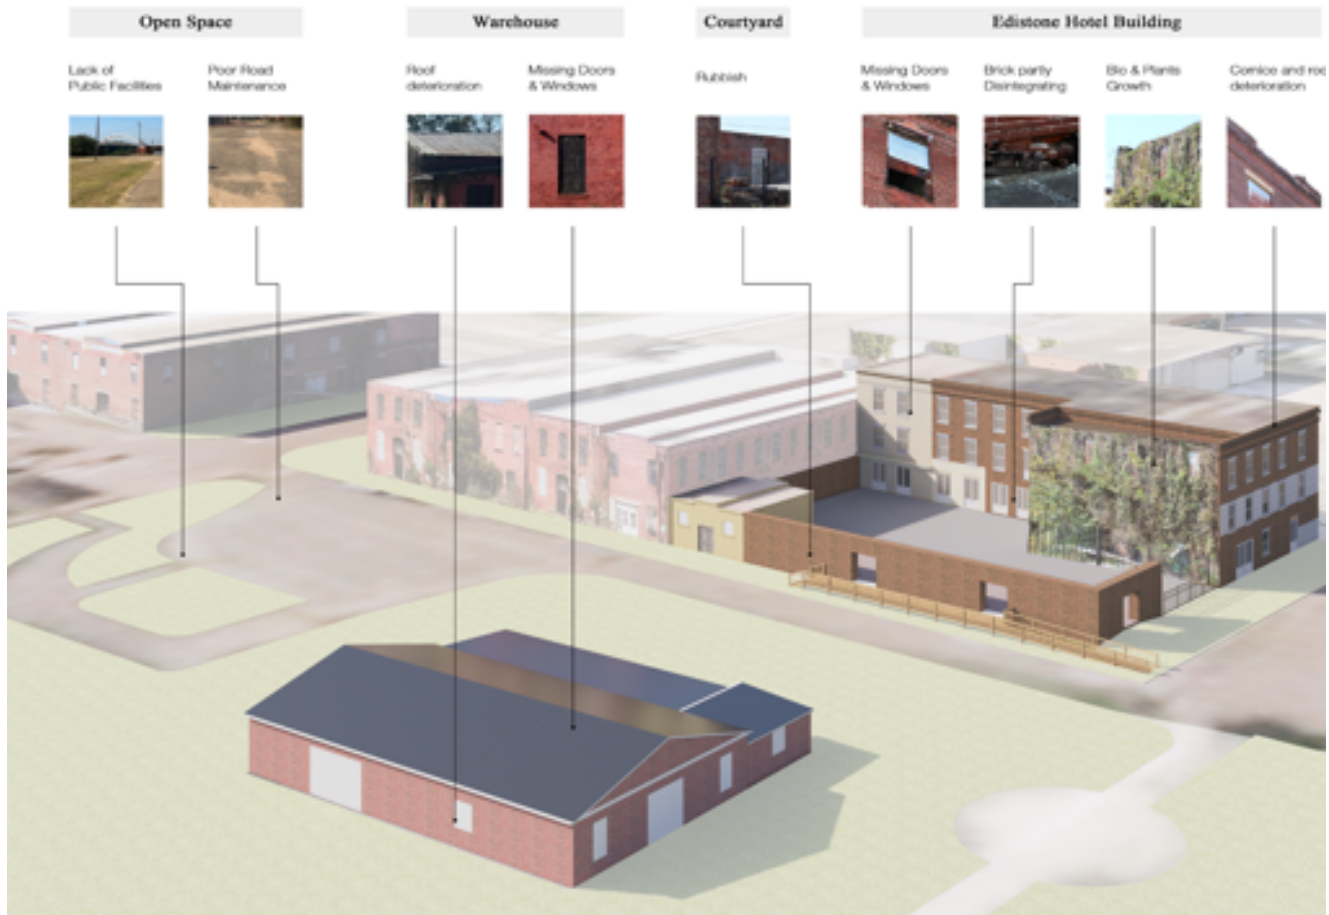 Open Space
Warehouse
Courtyard
Edistone Hotel Building
Lack of
Public Facilities
Poor Road
Maintenance
Roof
deterioration
Missing Doors
& Windows
Rubbish
Missing Doors
& Windows
Brick partly
Disintegrating
Bio & Plants
Growth
Cornice and roo
deterioration